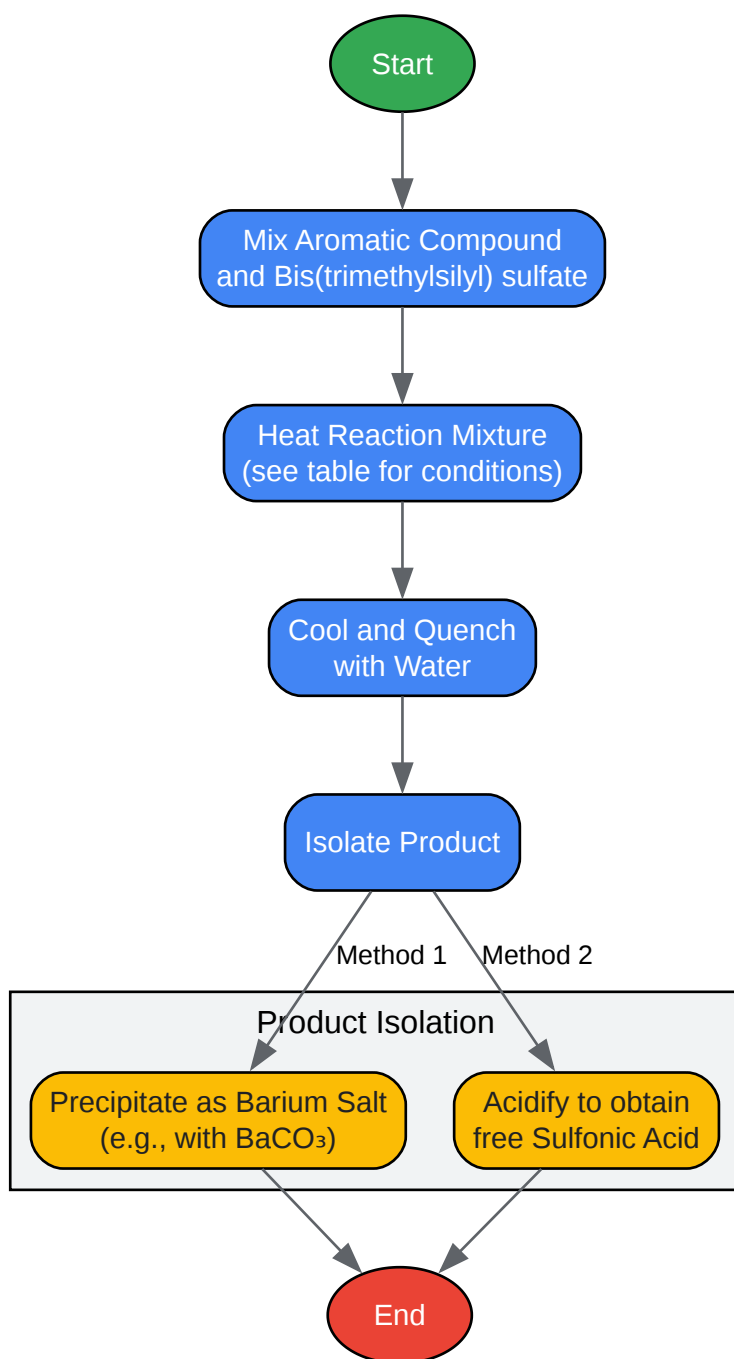 Start
Mix Aromatic Compound
and Bis(trimethylsilyl) sulfate
Heat Reaction Mixture
(see table for conditions)
Cool and Quench
with Water
Isolate Product
Method 1
Method 2
Product Isolation
Precipitate as Barium Salt
(e.g., with BaCO₃)
Acidify to obtain
free Sulfonic Acid
End